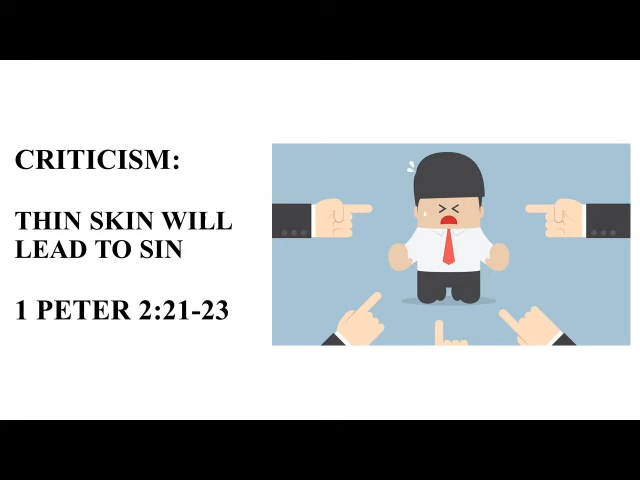 CRITICISM:
THIN SKIN WILL
LEAD TO SIN
1 PETER 2:21-23